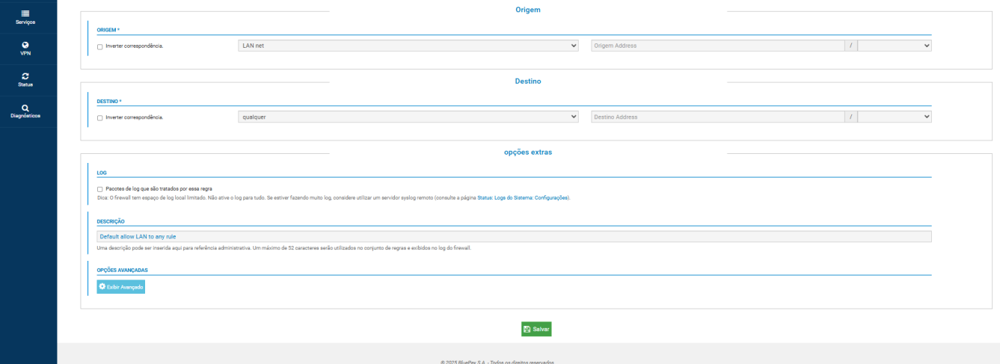 Serviços
VPN
Status
Diagnósticos
Origem
ORIGEM *
Inverter correspondência.
LAN net
Origem Address
/
Destino
DESTINO *
Inverter correspondência.
qualquer
Destino Address
/
opções extras
LOG
Pacotes de log que são tratados por essa regra
Dica: O firewall tem espaço de log local limitado. Não ative o log para tudo. Se estiver fazendo muito log, considere utilizar um servidor syslog remoto (consulte a página Status: Logs do Sistema: Configurações).
DESCRIÇÃO
Default allow LAN to any rule
Uma descrição pode ser inserida aqui para referência administrativa. Um máximo de 52 caracteres serão utilizados no conjunto de regras e exibidos no log do firewall.
OPÇÕES AVANÇADAS
Exibir Avançado
Salvar
© 2025 BluePex S.A. - Todos os direitos reservados.